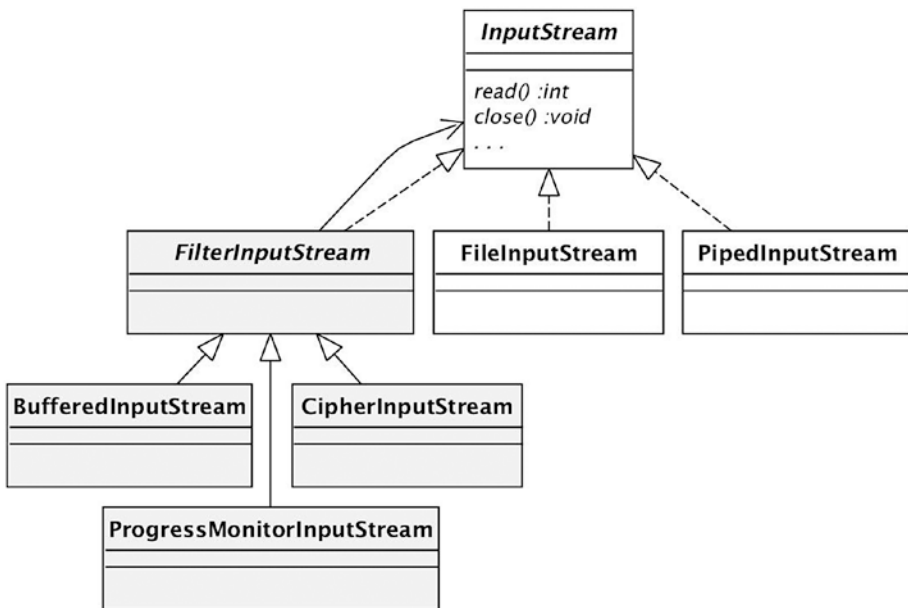 InputStream
read() :int
close() :void
. . .
FilterInputStream
FileInputStream
PipedInputStream
BufferedInputStream
CipherInputStream
ProgressMonitorInputStream